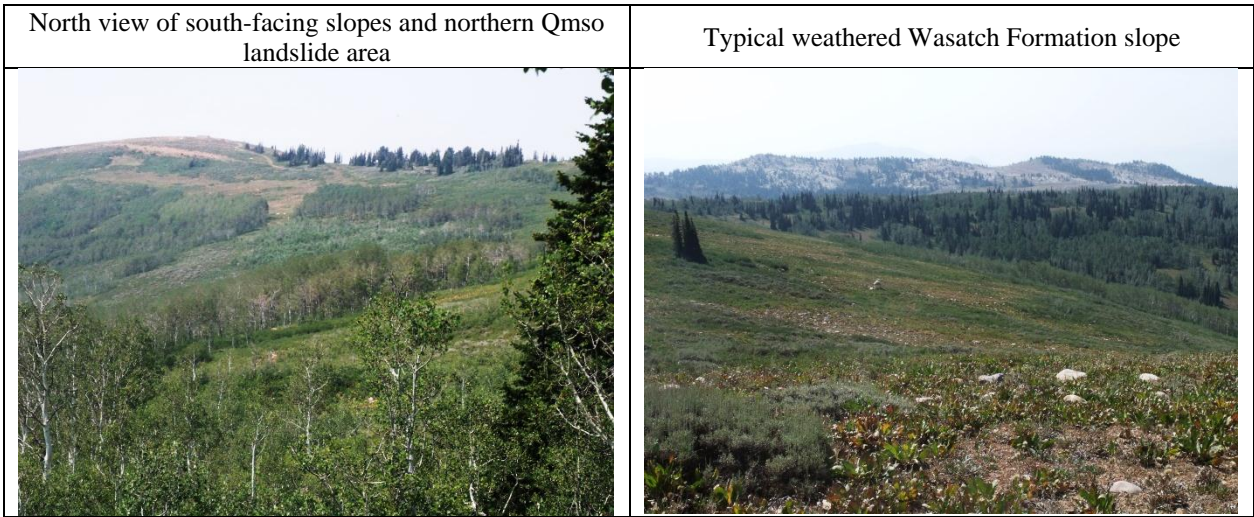 North view of south-facing slopes and northern Qmso
landslide area
Typical weathered Wasatch Formation slope